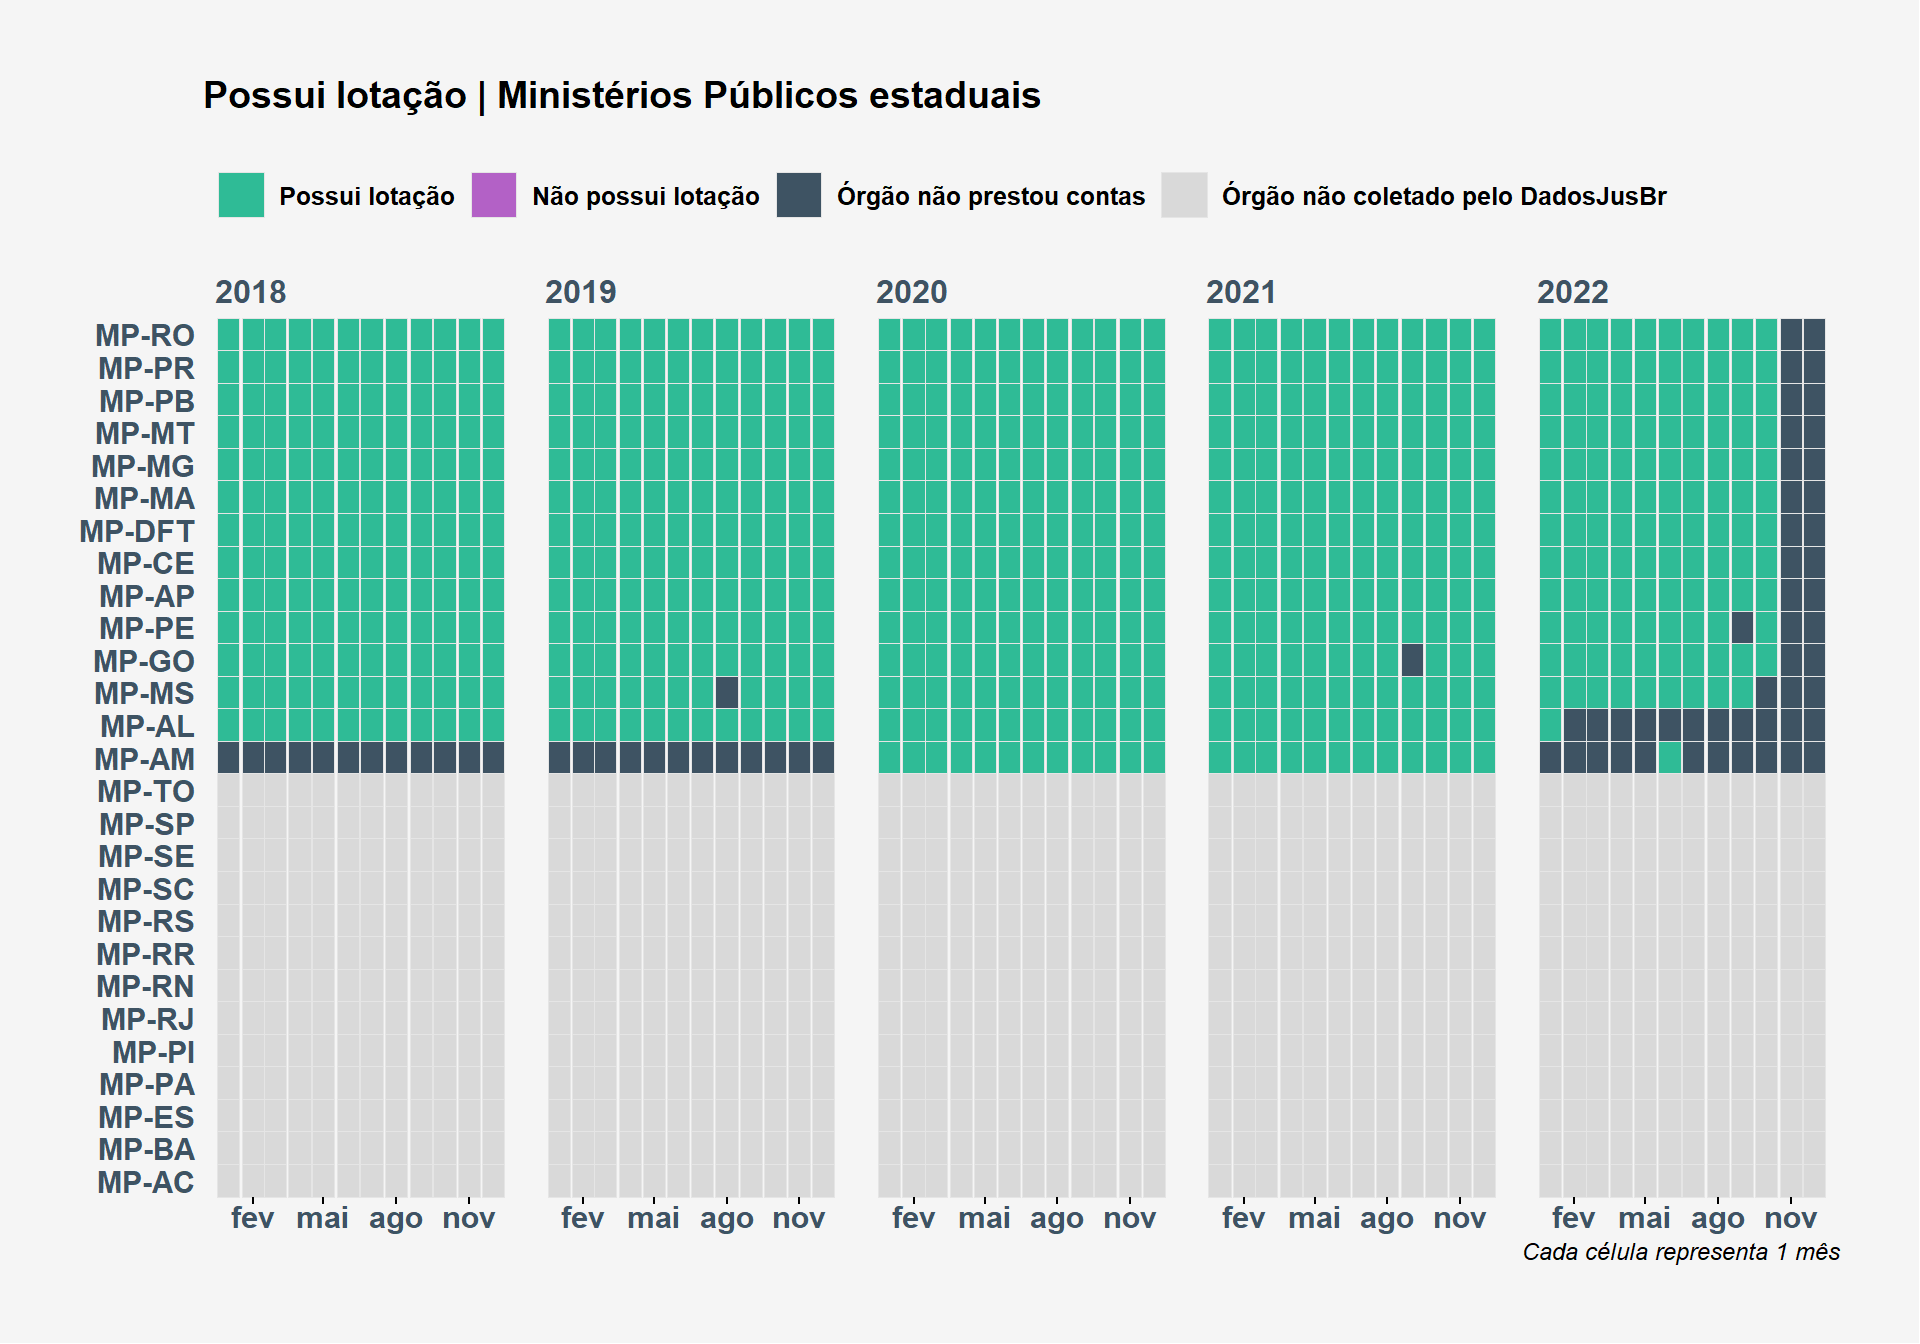 Possui lotação | Ministérios Públicos estaduais
Possui lotação Não possui lotação Órgão não prestou contas Órgão não coletado pelo DadosJusBr
2018 2019 2020 2021 2022
MP-RO
MP-PR
MP-PB
MP-MT
MP-MG
MP-MA
MP-DFT
MP-CE
MP-AP
MP-PE
MP-GO
MP-MS
MP-AL
MP-AM
MP-TO
MP-SP
MP-SE
MP-SC
MP-RS
MP-RR
MP-RN
MP-RJ
MP-PI
MP-PA
MP-ES
MP-BA
MP-AC
fev mai ago nov fev mai ago nov fev mai ago nov fev mai ago nov fev mai ago nov
Cada célula representa 1 mês